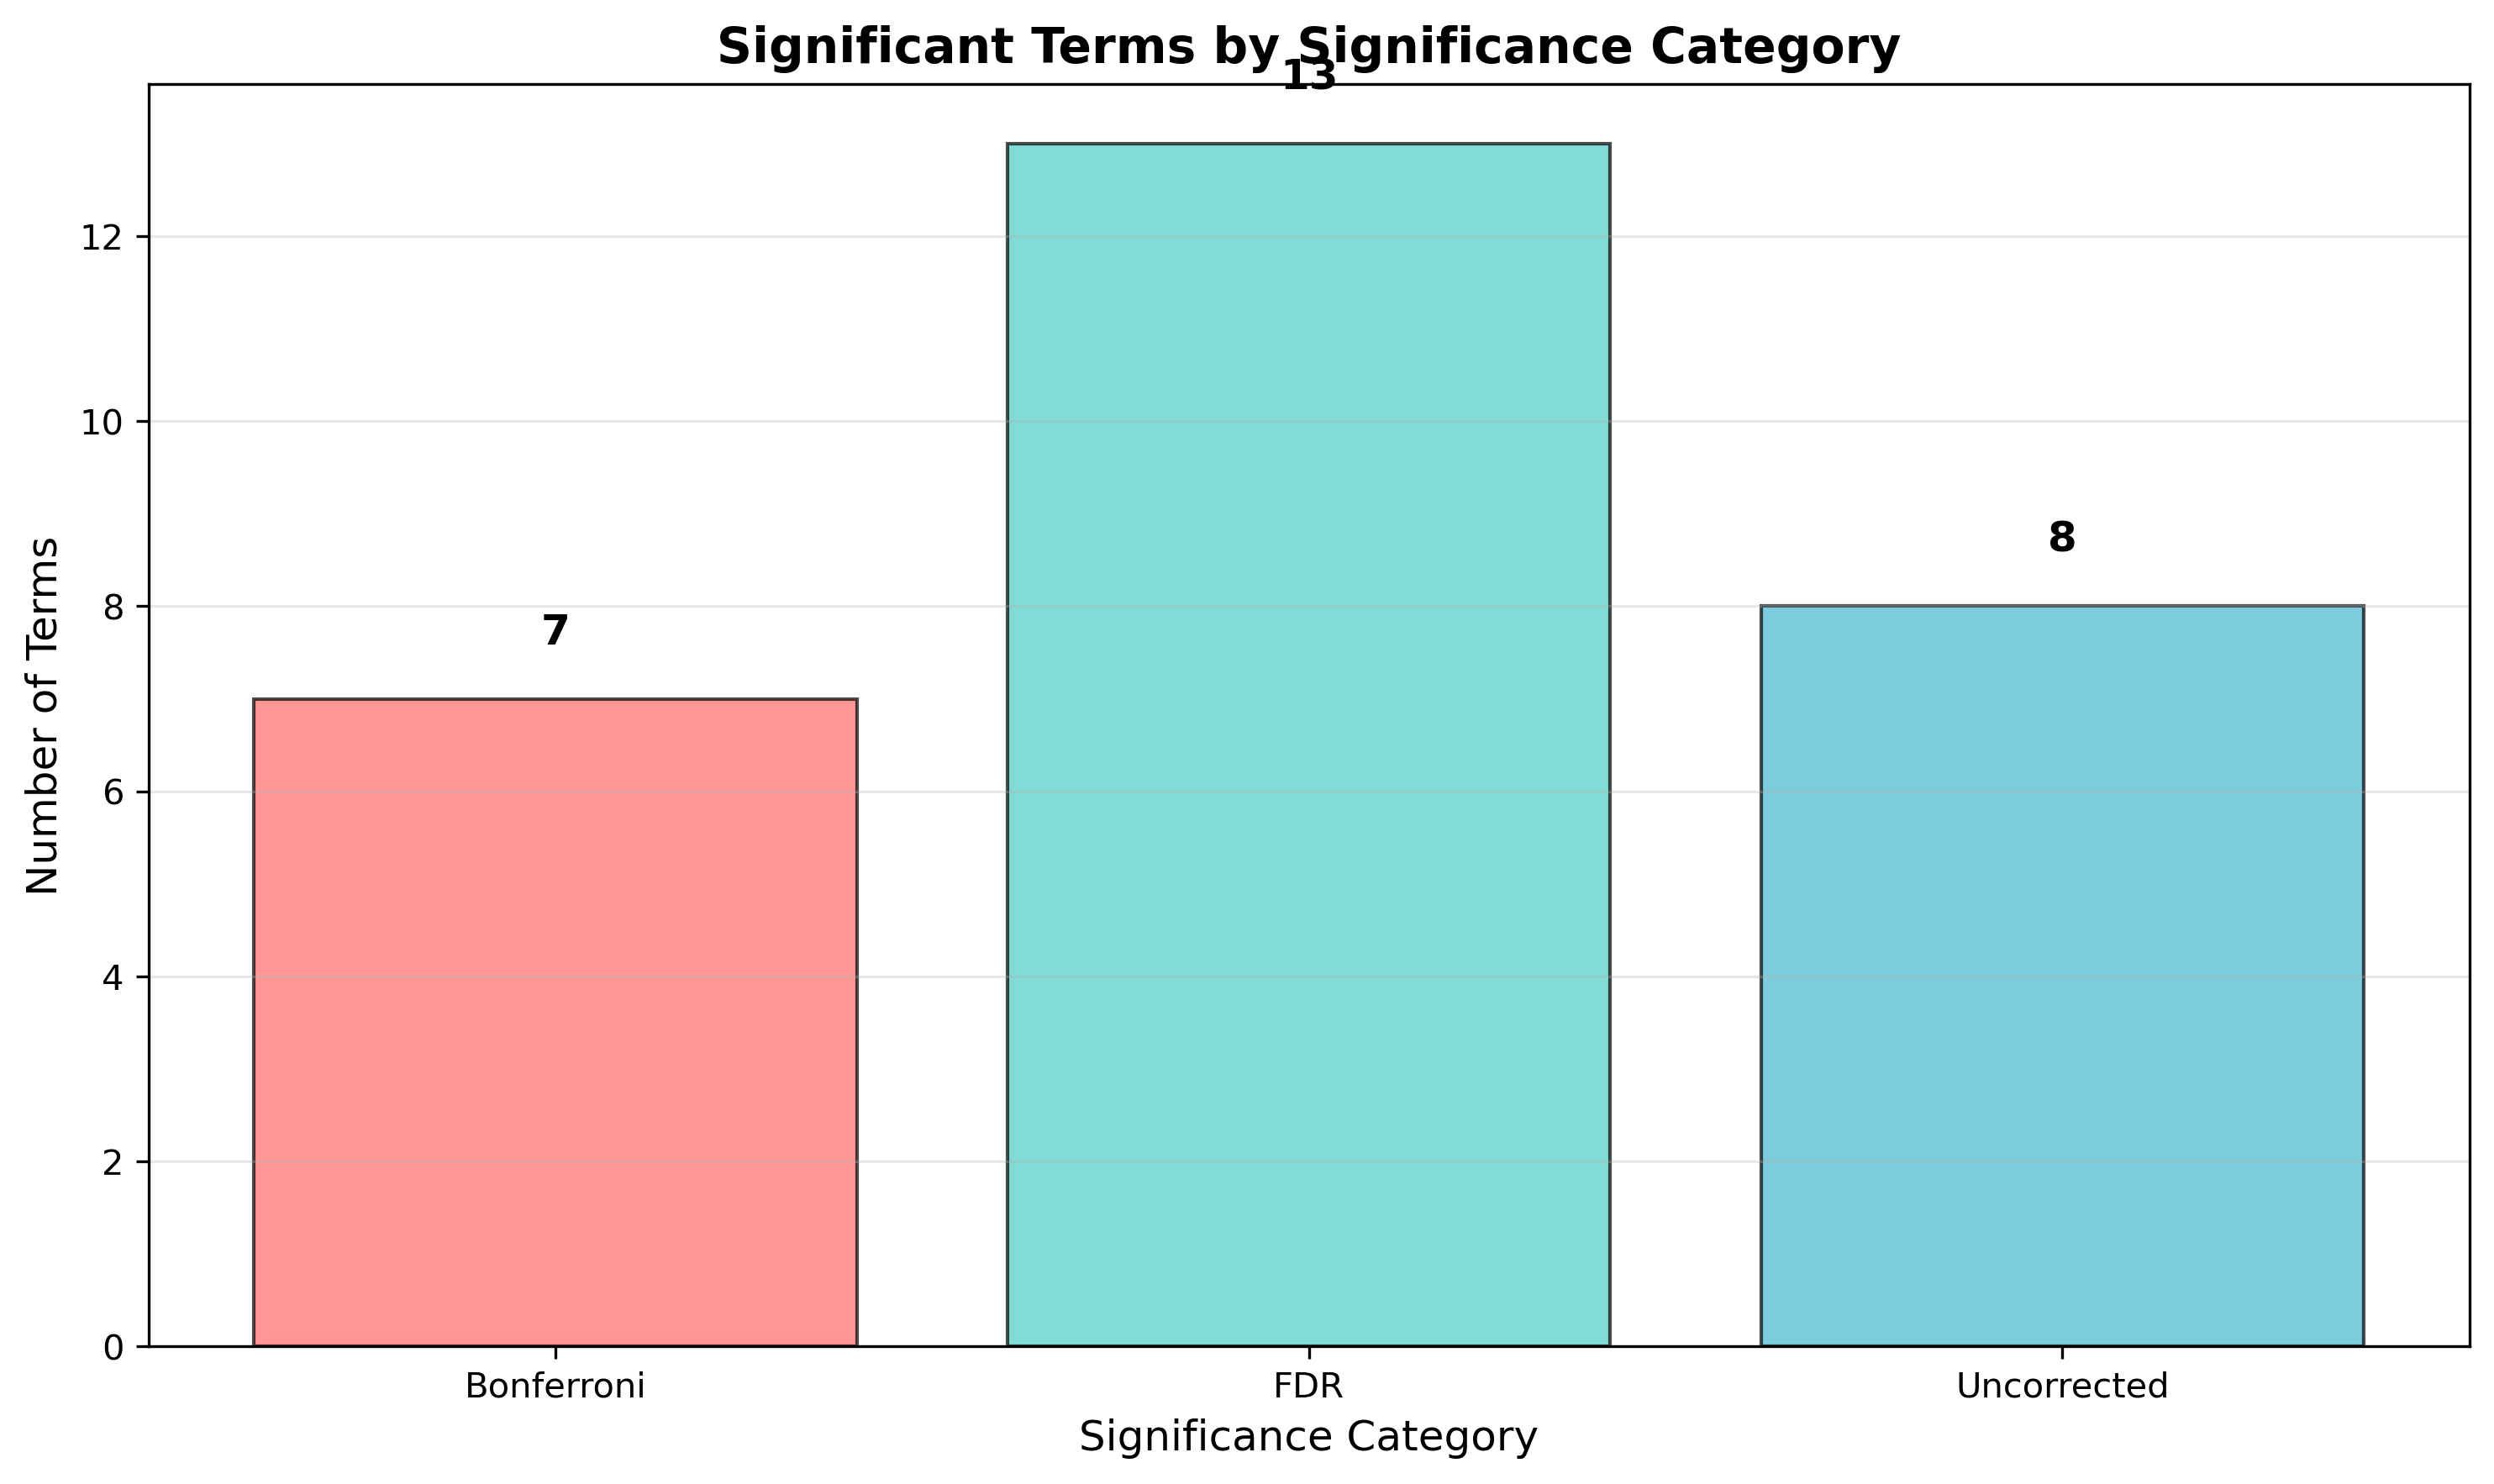 Significant Terms by Significance Category
13
12
10
8
8
7
6
4
2
0
Number of Terms
Bonferroni FDR Uncorrected
Significance Category